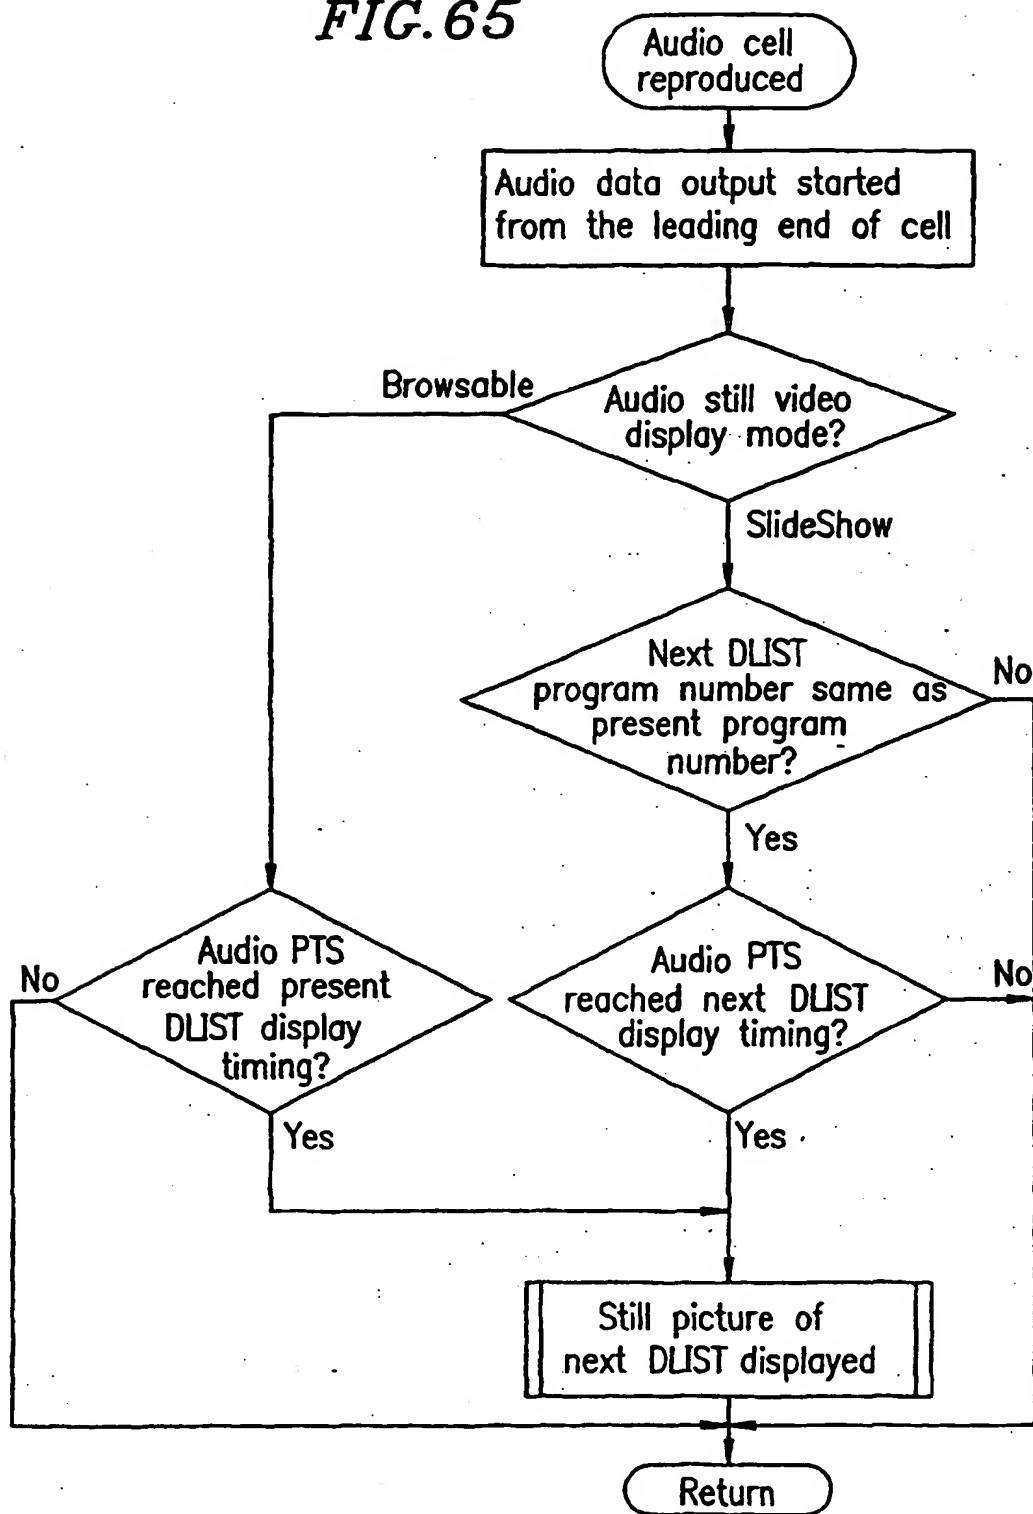 FIG. 65
Audio cell
reproduced
Audio data output started
from the leading end of cell
Browsable
Audio still video
display mode?
SlideShow
Next DLIST
program number same as
present program
number?
No
Yes
Audio PTS
reached present
DLIST display
timing?
No
Yes
Audio PTS
reached next DLIST
display timing?
No
Yes
Still picture of
next DLIST displayed
Return